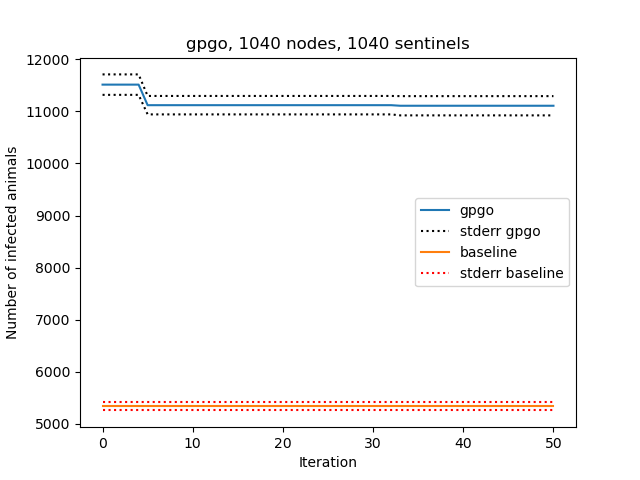 gpgo, 1040 nodes, 1040 sentinels
Number of infected animals
12000
11000
10000
9000
8000
7000
6000
5000
gpgo
stderr gpgo
baseline
stderr baseline
0 10 20 30 40 50
Iteration